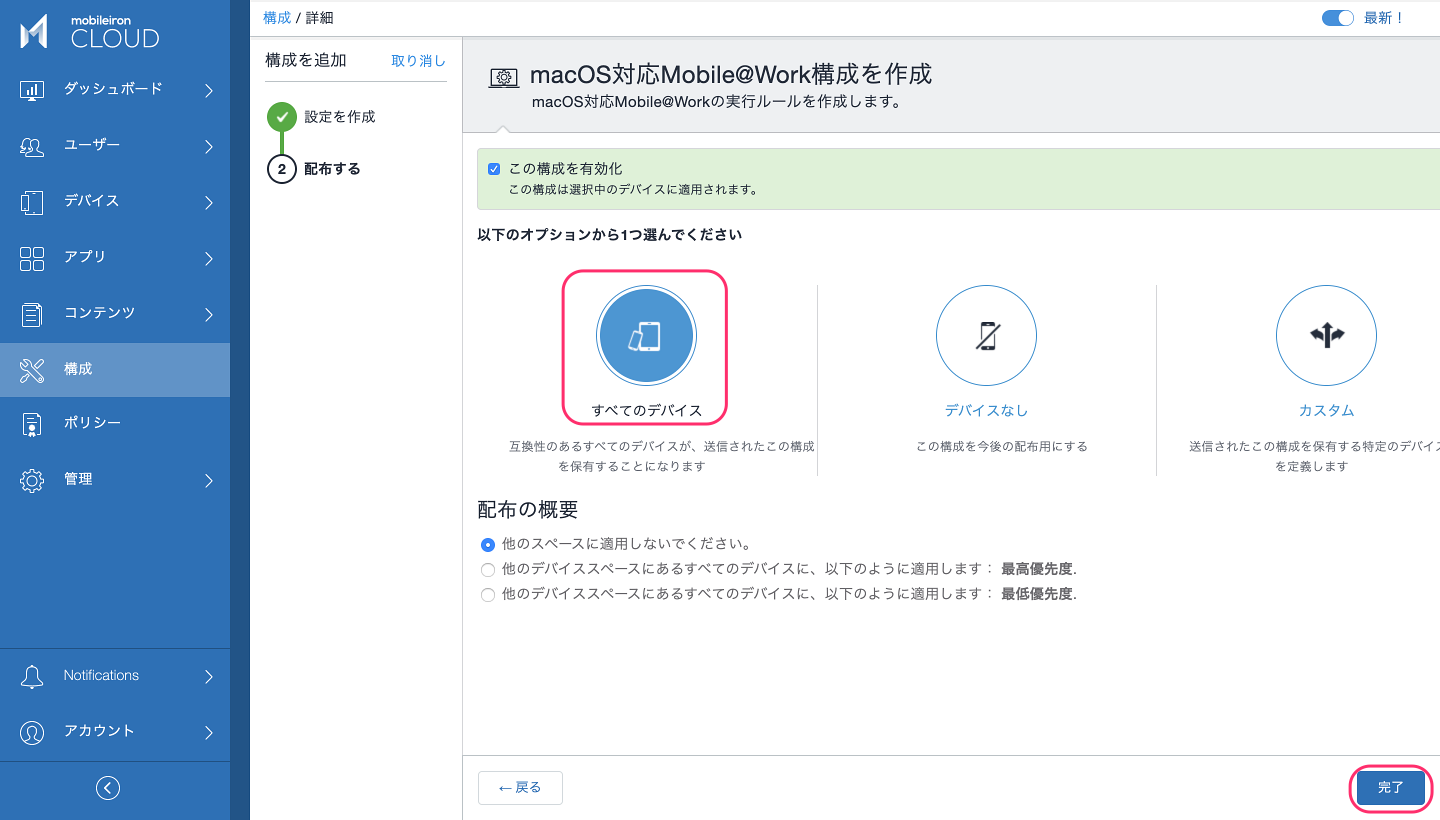 mobileiron
CLOUD
ダッシュボード
ユーザー
デバイス
アプリ
コンテンツ
構成
ポリシー
管理
Notifications
アカウント
構成 / 詳細
最新！
構成を追加 取り消し
設定を作成
2 配布する
macOS対応Mobile@Work構成を作成
macOS対応Mobile@Workの実行ルールを作成します。
この構成を有効化
この構成は選択中のデバイスに適用されます。
以下のオプションから1つ選んでください
すべてのデバイス
互換性のあるすべてのデバイスが、送信されたこの構成
を保有することになります
デバイスなし
この構成を今後の配布用にする
カスタム
送信されたこの構成を保有する特定のデバイス
を定義します
配布の概要
他のスペースに適用しないでください。
他のデバイススペースにあるすべてのデバイスに、以下のように適用します： 最高優先度.
他のデバイススペースにあるすべてのデバイスに、以下のように適用します： 最低優先度.
←戻る
完了